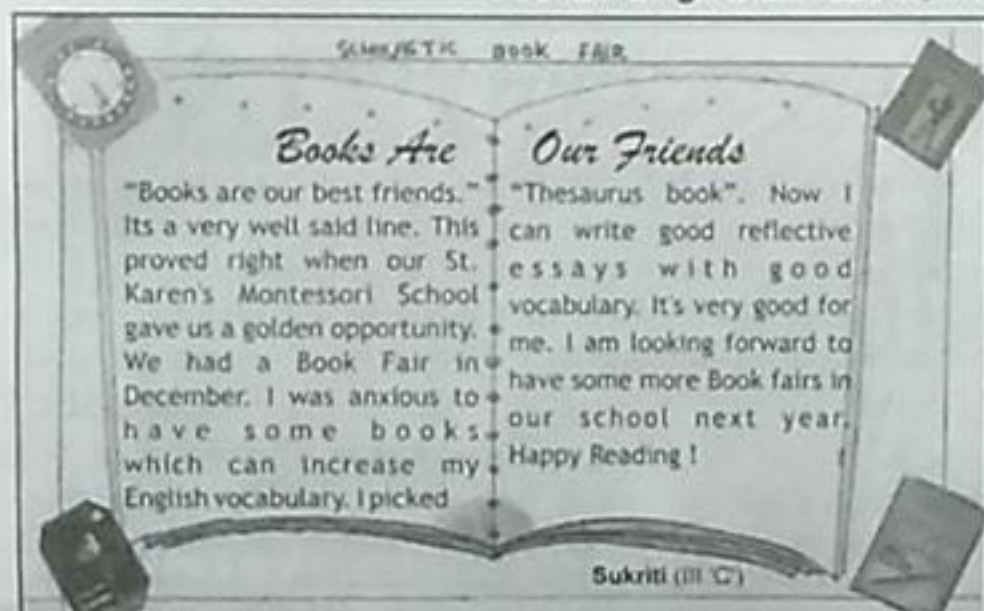 SCHOLASTIC BOOK FAIR
Books Are Our Friends
"Books are our best friends."
Its a very well said line. This
proved right when our St.
Karen's Montessori School
gave us a golden opportunity.
We had a Book Fair in
December. I was anxious to
have some books
which can increase my
English vocabulary. I picked
"Thesaurus book". Now I
can write good reflective
essays with good
vocabulary. It's very good for
me. I am looking forward to
have some more Book fairs in
our school next year.
Happy Reading !
Sukriti (III 'C')